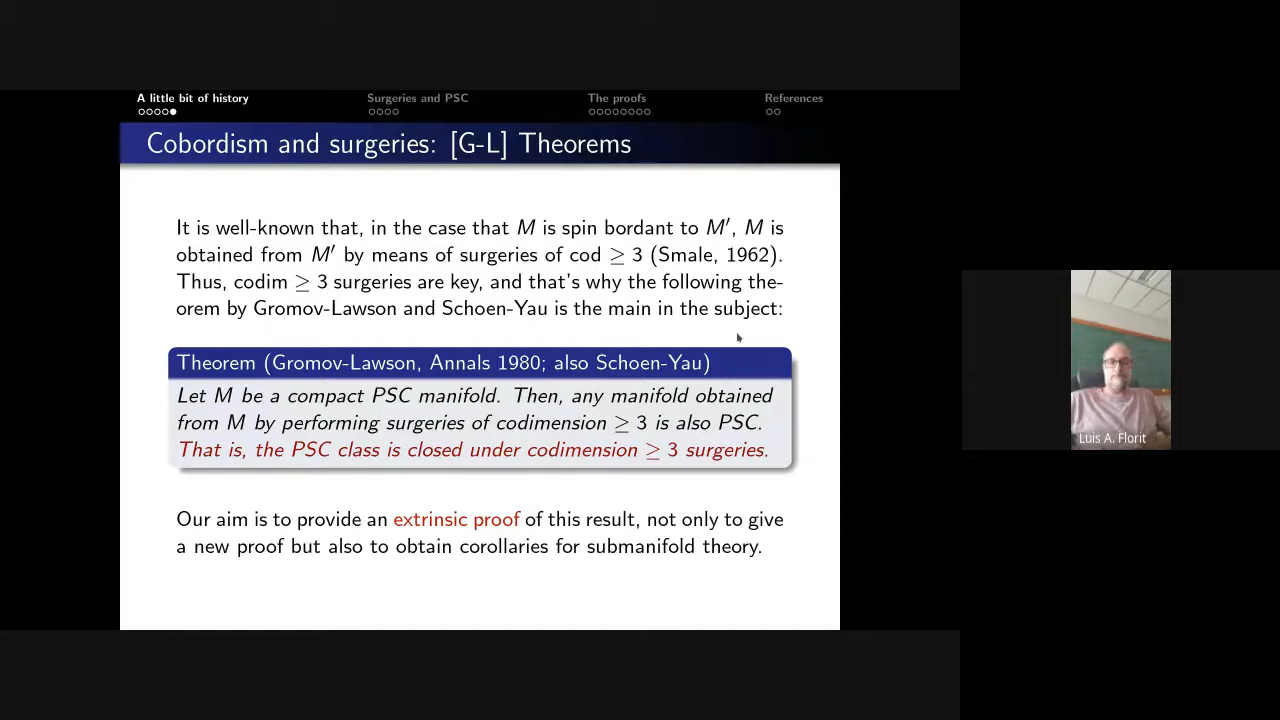 A little bit of history
Surgeries and PSC
The proofs
References
Cobordism and surgeries: [G-L] Theorems
It is well-known that, in the case that M is spin bordant to M′, M is
obtained from M′ by means of surgeries of cod ≥ 3 (Smale, 1962).
Thus, codim ≥ 3 surgeries are key, and that's why the following the-
orem by Gromov-Lawson and Schoen-Yau is the main in the subject:
Theorem (Gromov-Lawson, Annals 1980; also Schoen-Yau)
Let M be a compact PSC manifold. Then, any manifold obtained
from M by performing surgeries of codimension ≥ 3 is also PSC.
That is, the PSC class is closed under codimension ≥ 3 surgeries.
Our aim is to provide an extrinsic proof of this result, not only to give
a new proof but also to obtain corollaries for submanifold theory.
Luis A. Florit